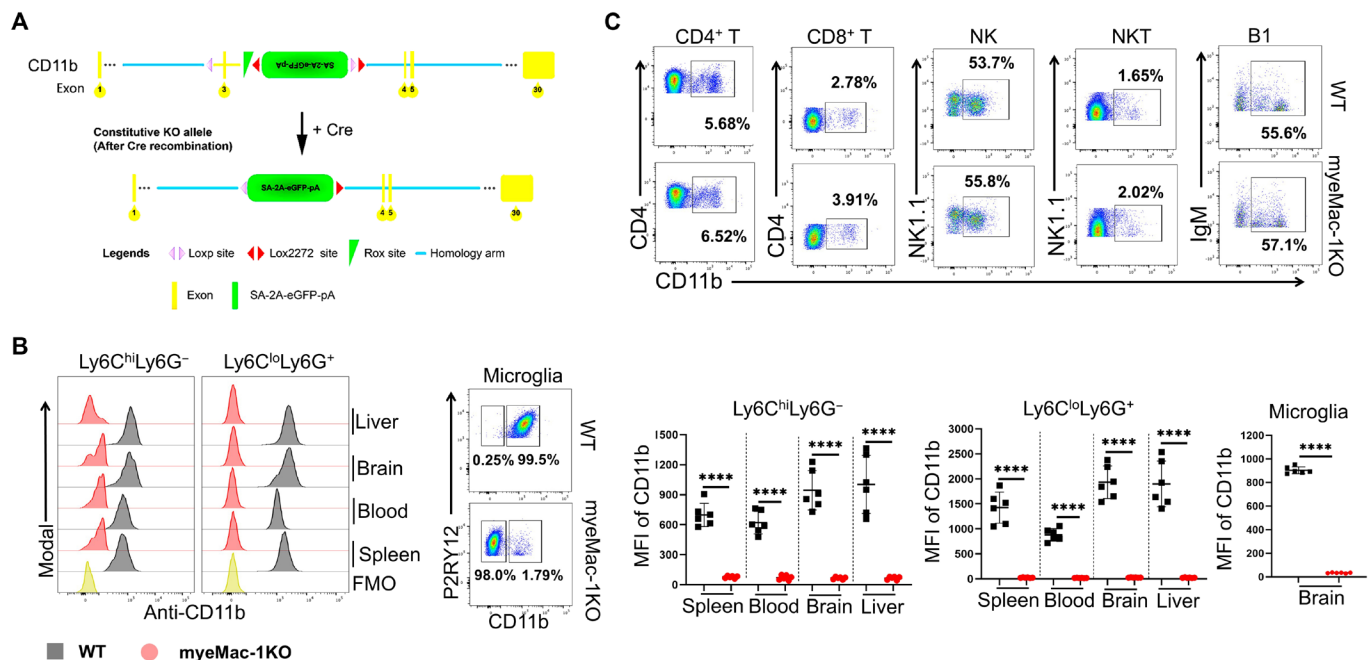 A
CD11b
Exon
SA-2A-eGFP-pA
1
3
4
5
30
Constitutive KO allele
(After Cre recombination)
+ Cre
SA-2A-eGFP-pA
1
4
5
30
Legends
Loxp site
Lox2272 site
Rox site
Homology arm
Exon
SA-2A-eGFP-pA
B
Ly6ChiLy6G−
Ly6CloLy6G+
Modal
Liver
Brain
Blood
Spleen
FMO
Anti-CD11b
WT
myeMac-1KO
Microglia
0.25% 99.5%
98.0% 1.79%
WT
myeMac-1KO
P2RY12
CD11b
Ly6ChiLy6G−
MFI of CD11b
1500
1200
900
600
300
0
****
****
****
****
Spleen Blood Brain Liver
Ly6CloLy6G+
MFI of CD11b
3000
2500
2000
1500
1000
500
0
****
****
****
****
Spleen Blood Brain Liver
Microglia
MFI of CD11b
1250
1000
750
500
250
0
****
Brain
C
CD4+ T
CD8+ T
NK
NKT
B1
5.68%
2.78%
53.7%
1.65%
55.6%
WT
6.52%
3.91%
55.8%
2.02%
57.1%
myeMac-1KO
CD4
CD4
NK1.1
NK1.1
IgM
CD11b